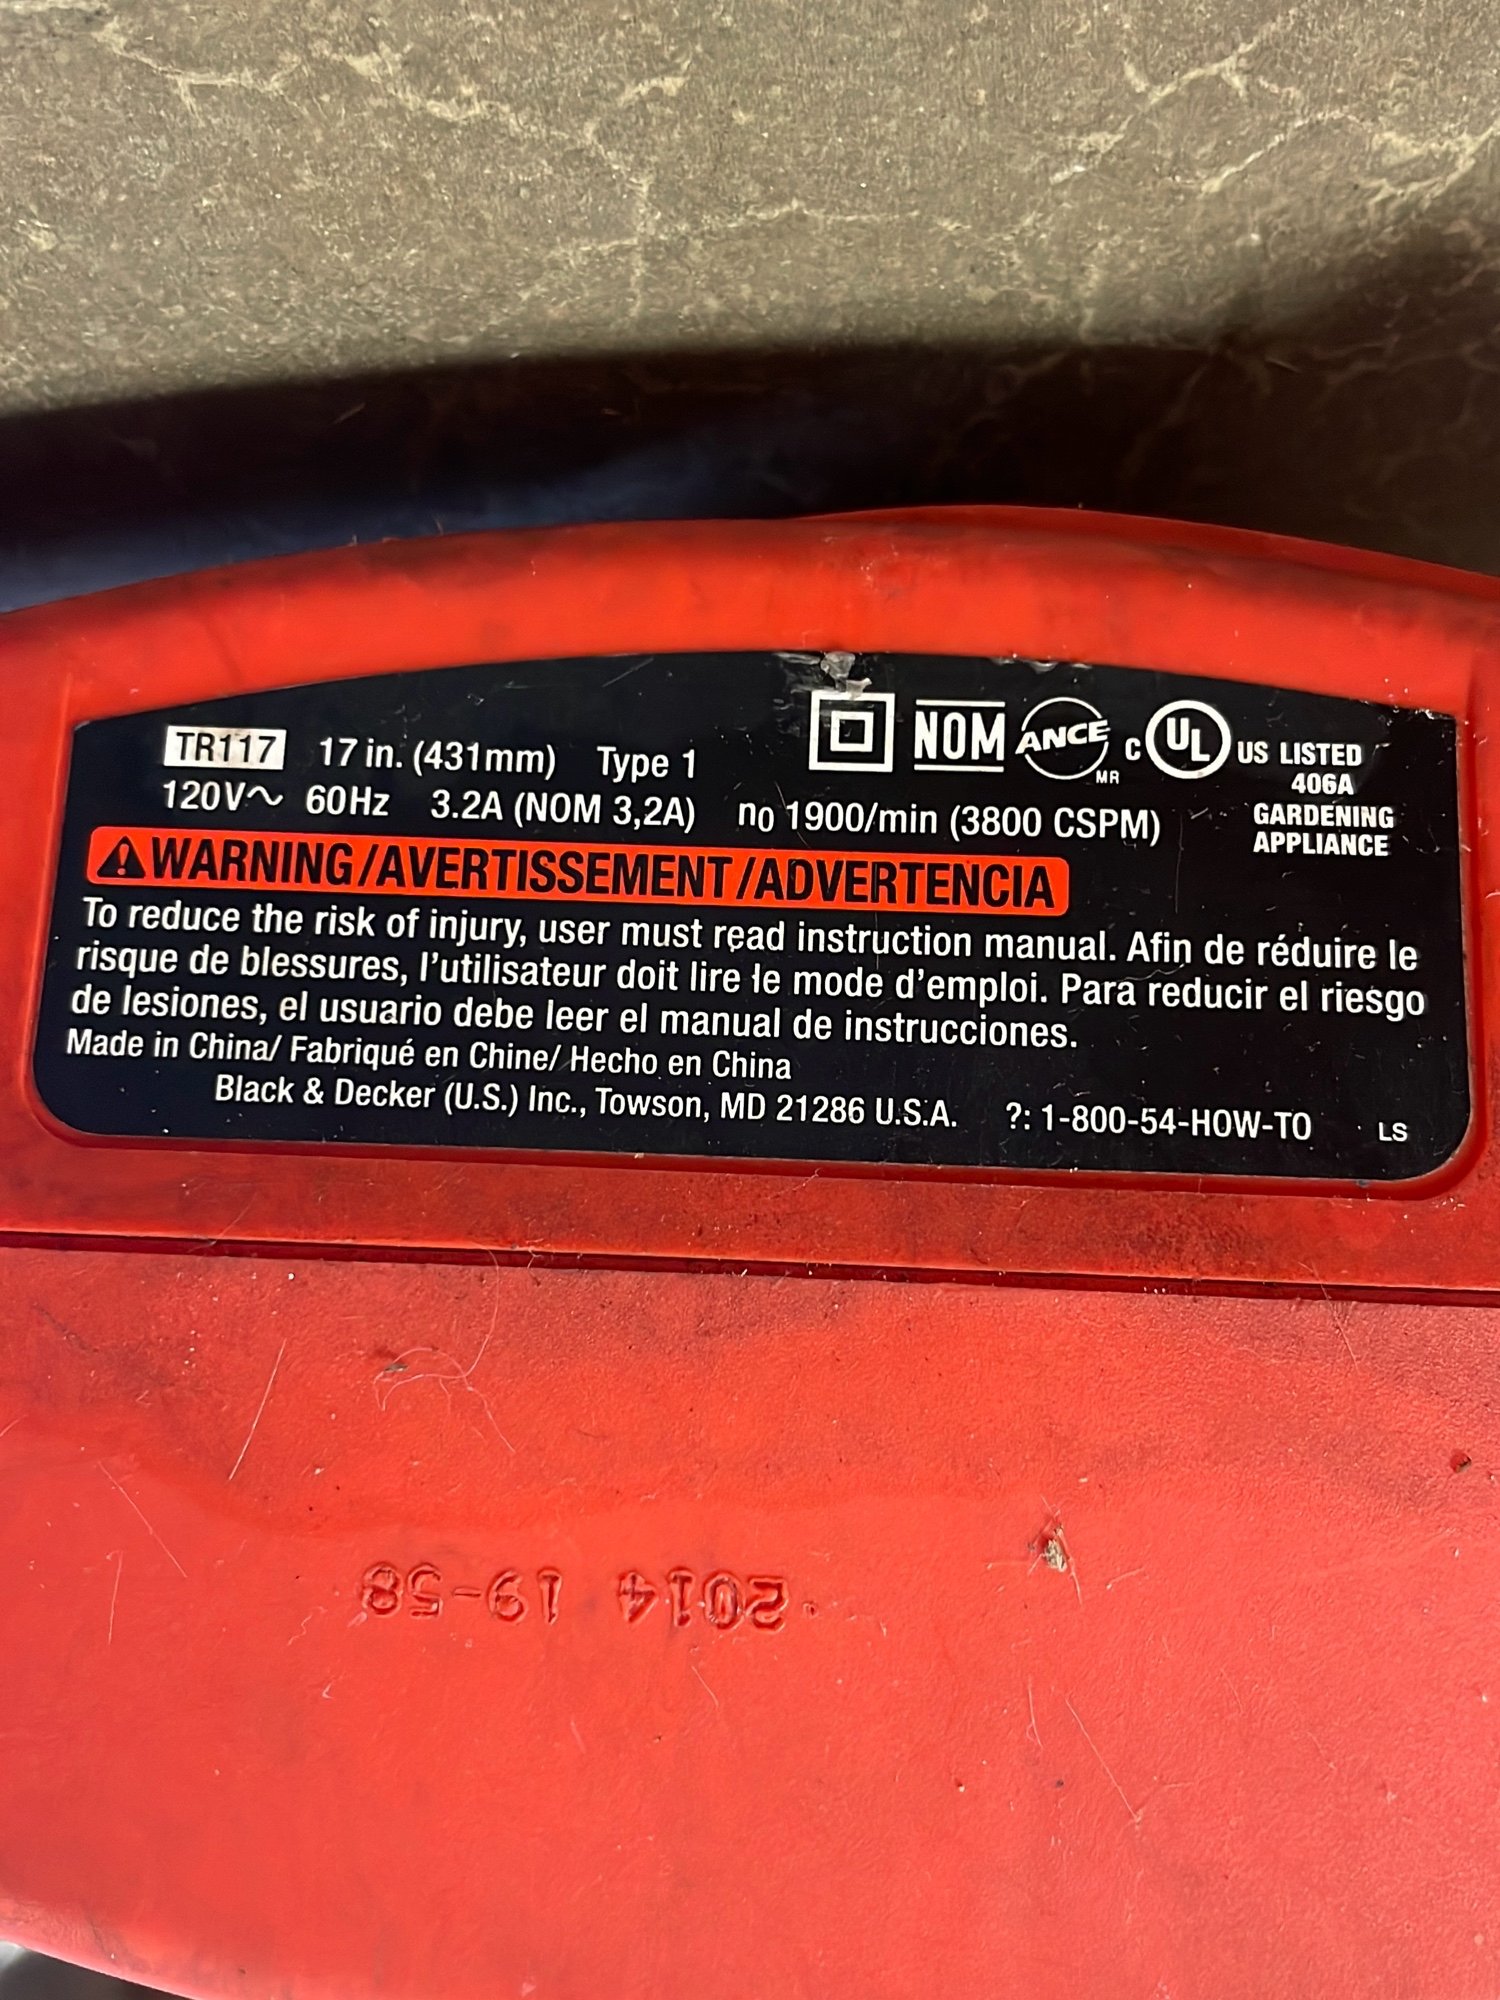 TR117 17 in. (431mm) Type 1
NOM ANCE MR c UL US LISTED
406A
GARDENING
APPLIANCE
120V~ 60Hz 3.2A (NOM 3,2A) n0 1900/min (3800 CSPM)
WARNING/AVERTISSEMENT/ADVERTENCIA
To reduce the risk of injury, user must read instruction manual. Afin de réduire le
risque de blessures, l'utilisateur doit lire le mode d'emploi. Para reducir el riesgo
de lesiones, el usuario debe leer el manual de instrucciones.
Made in China/ Fabriqué en Chine/ Hecho en China
Black & Decker (U.S.) Inc., Towson, MD 21286 U.S.A. ?: 1-800-54-HOW-TO LS
2014 19-58